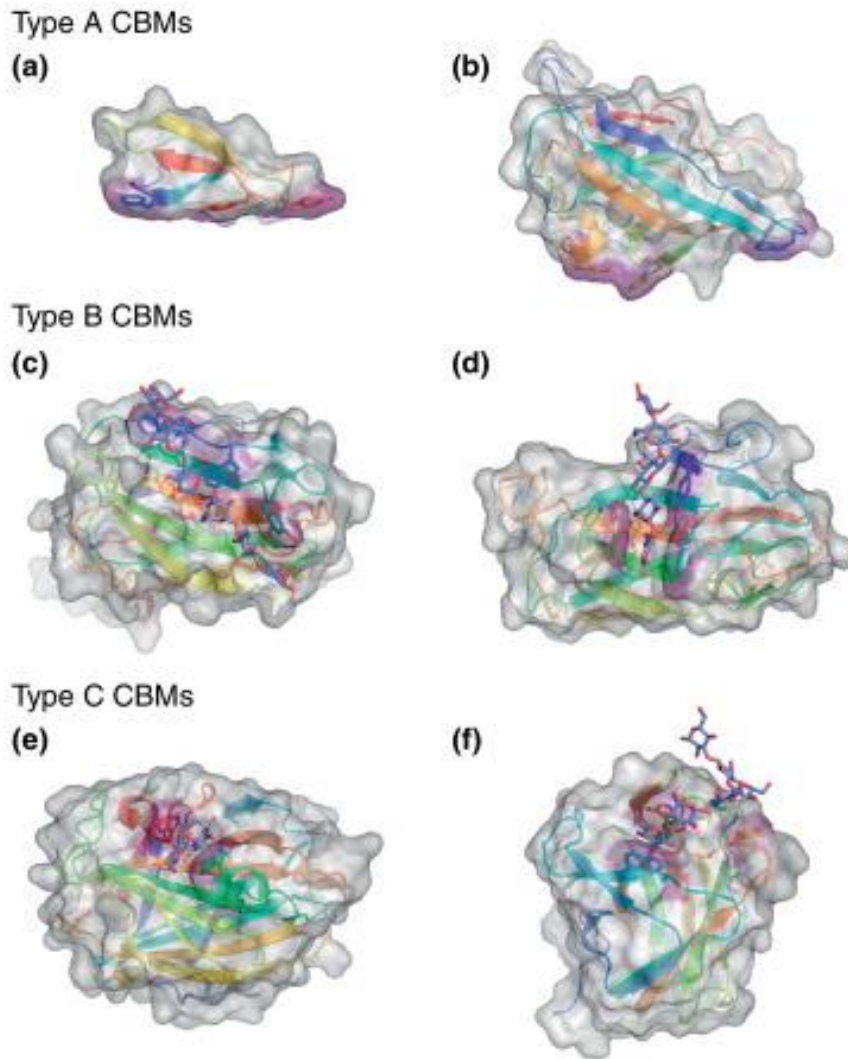 Type A CBMs
(a)
(b)
Type B CBMs
(c)
(d)
Type C CBMs
(e)
(f)